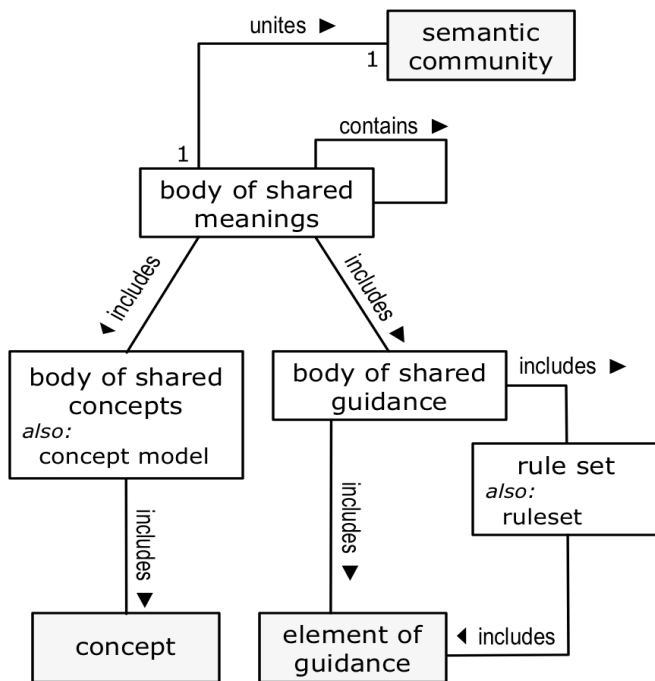 unites ►
semantic
community
1
contains ►
1
body of shared
meanings
includes
includes
body of shared
concepts
also:
concept model
body of shared
guidance
includes ►
rule set
also:
ruleset
includes
includes
concept
element of
guidance
◄ includes